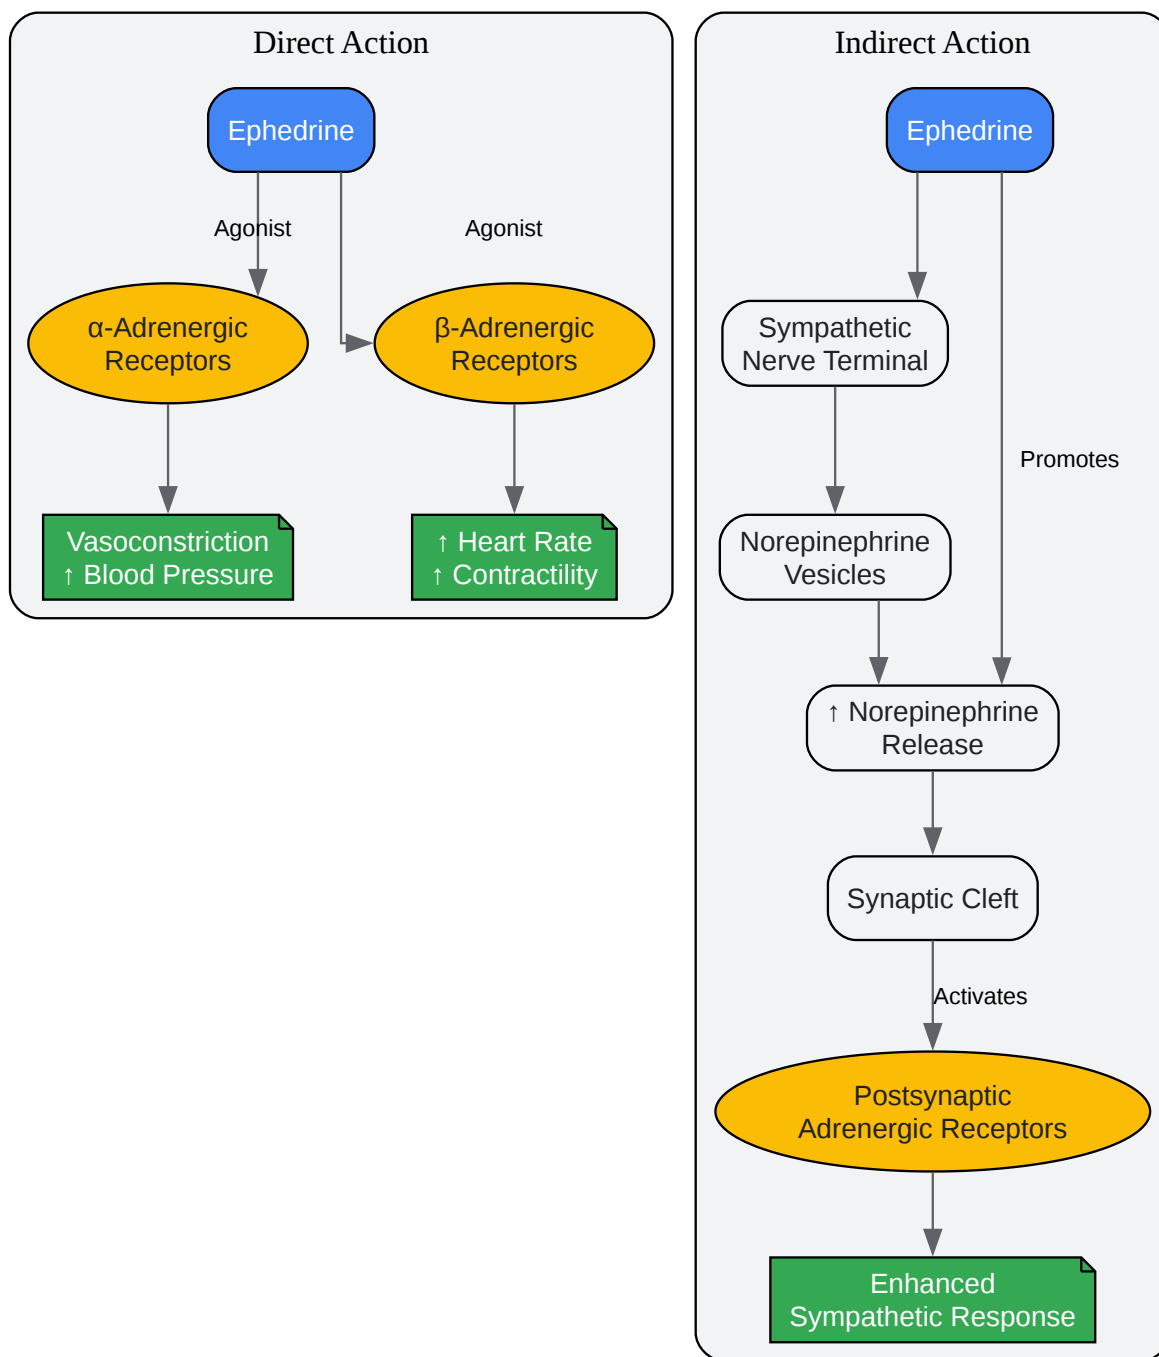 Direct Action
Ephedrine
Agonist
Agonist
α-Adrenergic
Receptors
β-Adrenergic
Receptors
Vasoconstriction
↑ Blood Pressure
↑ Heart Rate
↑ Contractility
Indirect Action
Ephedrine
Sympathetic
Nerve Terminal
Promotes
Norepinephrine
Vesicles
↑ Norepinephrine
Release
Synaptic Cleft
Activates
Postsynaptic
Adrenergic Receptors
Enhanced
Sympathetic Response